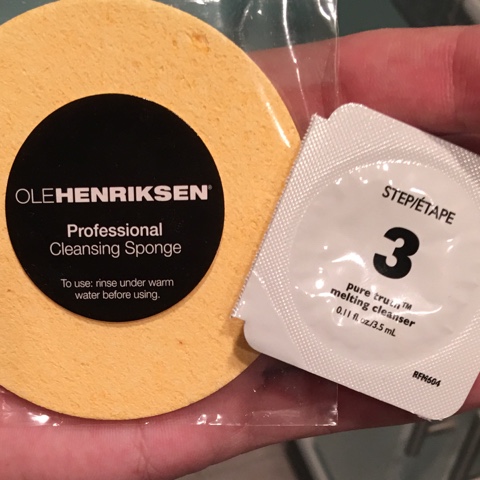 OLEHENRIKSEN®
Professional
Cleansing Sponge
To use: rinse under warm
water before using.
STEP/ÉTAPE
3
pure truth™
melting cleanser
0.11 fl oz/3.5 mL
RFN604